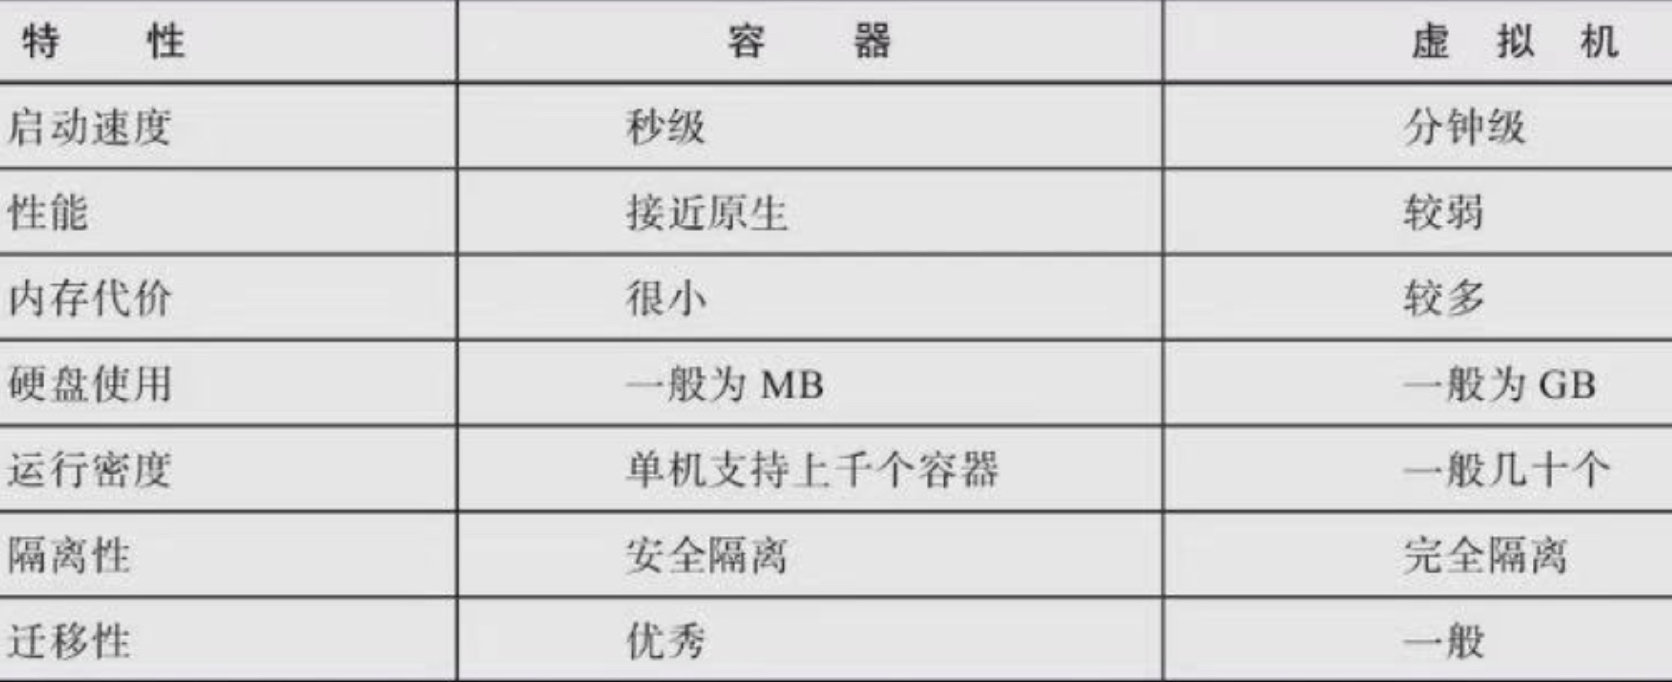 特 性 容 器 虚 拟 机
启动速度 秒级 分钟级
性能 接近原生 较弱
内存代价 很小 较多
硬盘使用 一般为 MB 一般为 GB
运行密度 单机支持上千个容器 一般几十个
隔离性 安全隔离 完全隔离
迁移性 优秀 一般